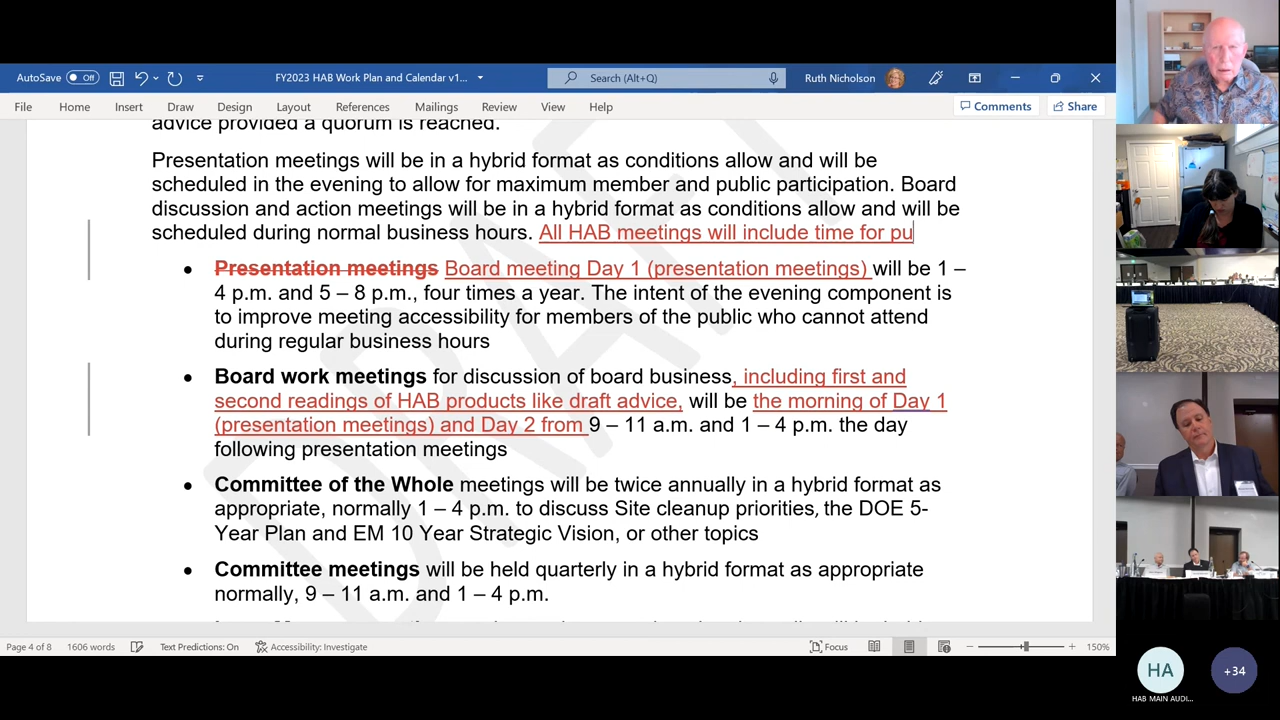 AutoSave Off
FY2023 HAB Work Plan and Calendar v1...
Search (Alt+Q)
Ruth Nicholson
File Home Insert Draw Design Layout References Mailings Review View Help
Comments Share
advice provided a quorum is reached.
Presentation meetings will be in a hybrid format as conditions allow and will be
scheduled in the evening to allow for maximum member and public participation. Board
discussion and action meetings will be in a hybrid format as conditions allow and will be
scheduled during normal business hours. All HAB meetings will include time for pu
• Presentation meetings Board meeting Day 1 (presentation meetings) will be 1 –
4 p.m. and 5 – 8 p.m., four times a year. The intent of the evening component is
to improve meeting accessibility for members of the public who cannot attend
during regular business hours
• Board work meetings for discussion of board business, including first and
second readings of HAB products like draft advice, will be the morning of Day 1
(presentation meetings) and Day 2 from 9 – 11 a.m. and 1 – 4 p.m. the day
following presentation meetings
• Committee of the Whole meetings will be twice annually in a hybrid format as
appropriate, normally 1 – 4 p.m. to discuss Site cleanup priorities, the DOE 5-
Year Plan and EM 10 Year Strategic Vision, or other topics
• Committee meetings will be held quarterly in a hybrid format as appropriate
normally, 9 – 11 a.m. and 1 – 4 p.m.
DRAFT
Page 4 of 8 1606 words Text Predictions: On Accessibility: Investigate Focus 150%
HA
HAB MAIN AUDI...
+34